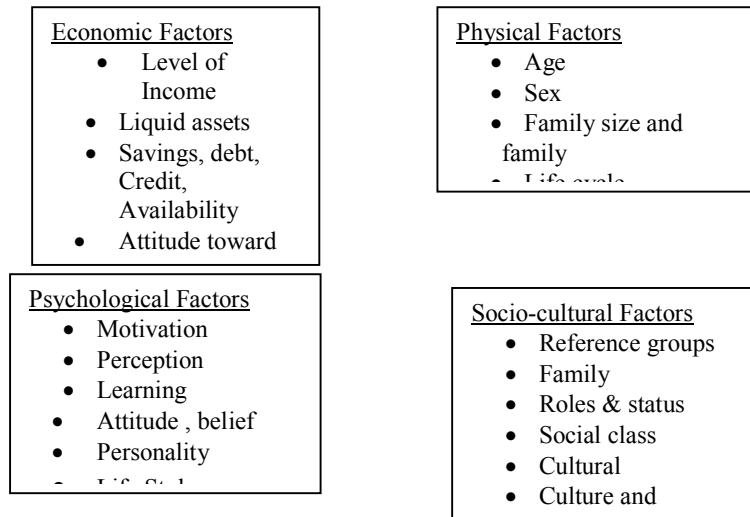 Economic Factors
• Level of
Income
• Liquid assets
• Savings, debt,
Credit,
Availability
• Attitude toward
Physical Factors
• Age
• Sex
• Family size and
family
• Life cycle
Psychological Factors
• Motivation
• Perception
• Learning
• Attitude , belief
• Personality
Socio-cultural Factors
• Reference groups
• Family
• Roles & status
• Social class
• Cultural
• Culture and